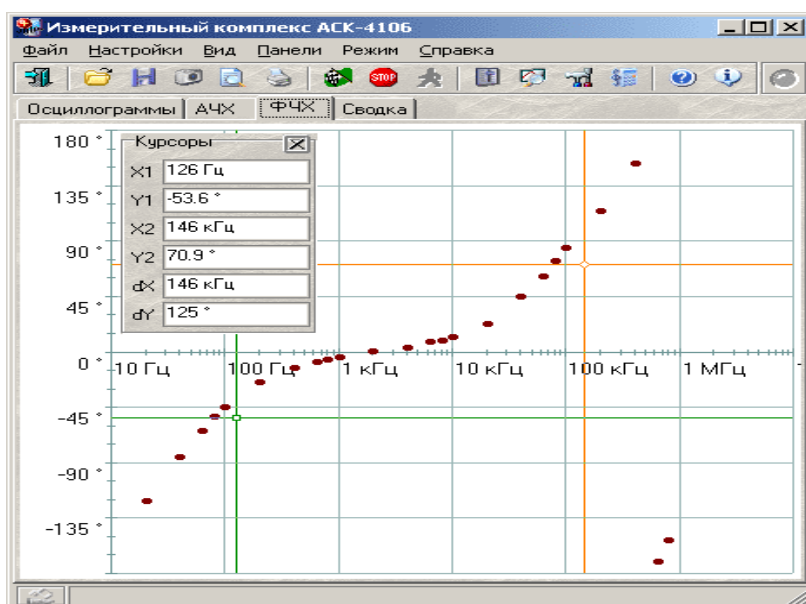 Измерительный комплекс АСК-4106
Файл Настройки Вид Панели Режим Справка
STOP
Осциллограммы АЧХ ФЧХ Сводка
Курсоры
X1 126 Гц
Y1 -53.6 °
X2 146 кГц
Y2 70.9 °
dX 146 кГц
dY 125 °
180 °
135 °
90 °
45 °
0 °
-45 °
-90 °
-135 °
10 Гц 100 Гц 1 кГц 10 кГц 100 кГц 1 МГц